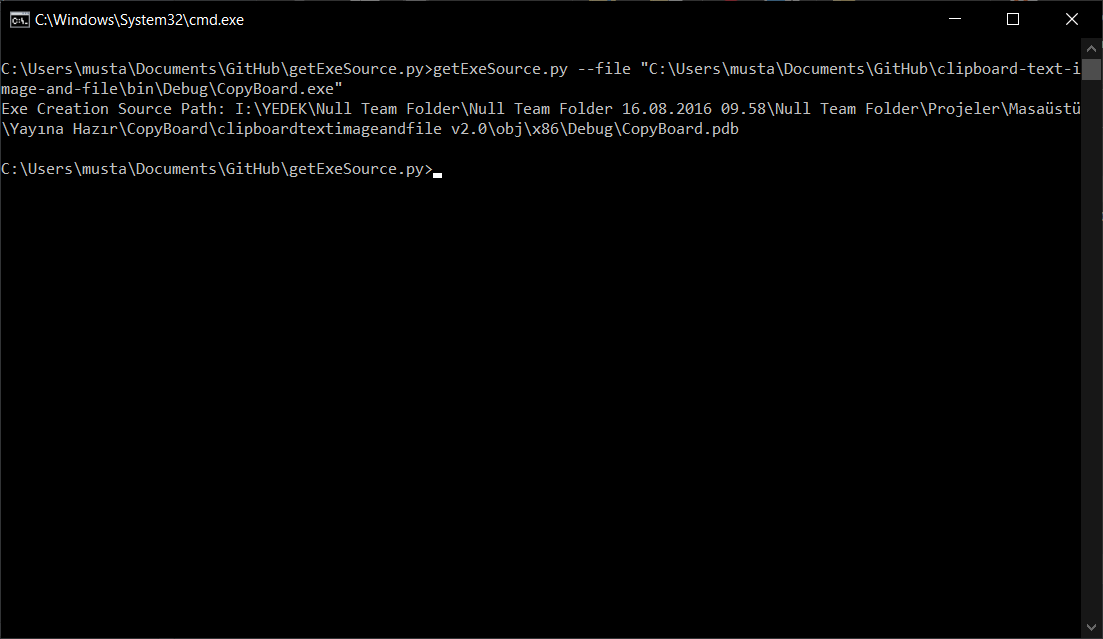 C:\Windows\System32\cmd.exe
C:\Users\musta\Documents\GitHub\getExeSource.py>getExeSource.py --file "C:\Users\musta\Documents\GitHub\clipboard-text-i
mage-and-file\bin\Debug\CopyBoard.exe"
Exe Creation Source Path: I:\YEDEK\Null Team Folder\Null Team Folder 16.08.2016 09.58\Null Team Folder\Projeler\Masaüstü
\Yayına Hazır\CopyBoard\clipboardtextimageandfile v2.0\obj\x86\Debug\CopyBoard.pdb
C:\Users\musta\Documents\GitHub\getExeSource.py>